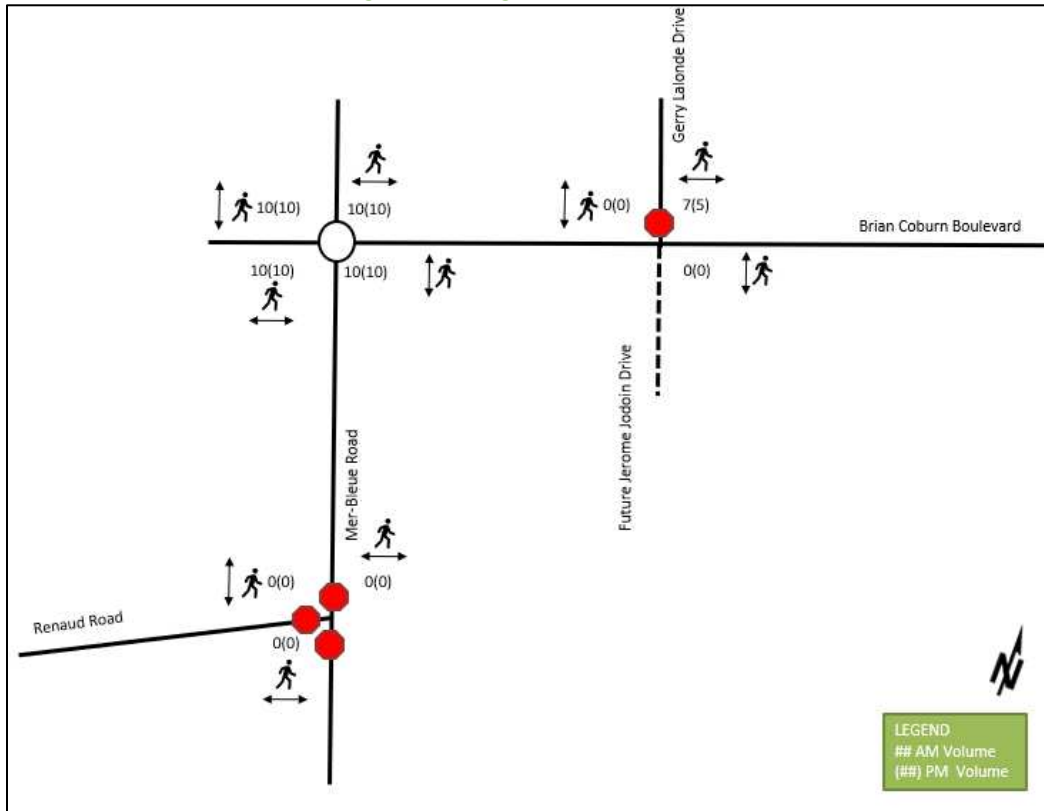 Gerry Lalonde Drive
10(10)
10(10)
0(0)
7(5)
Brian Coburn Boulevard
10(10)
10(10)
0(0)
Future Jerome Jodoin Drive
Mer-Bleue Road
0(0)
0(0)
Renaud Road
0(0)
N
LEGEND
## AM Volume
(##) PM Volume